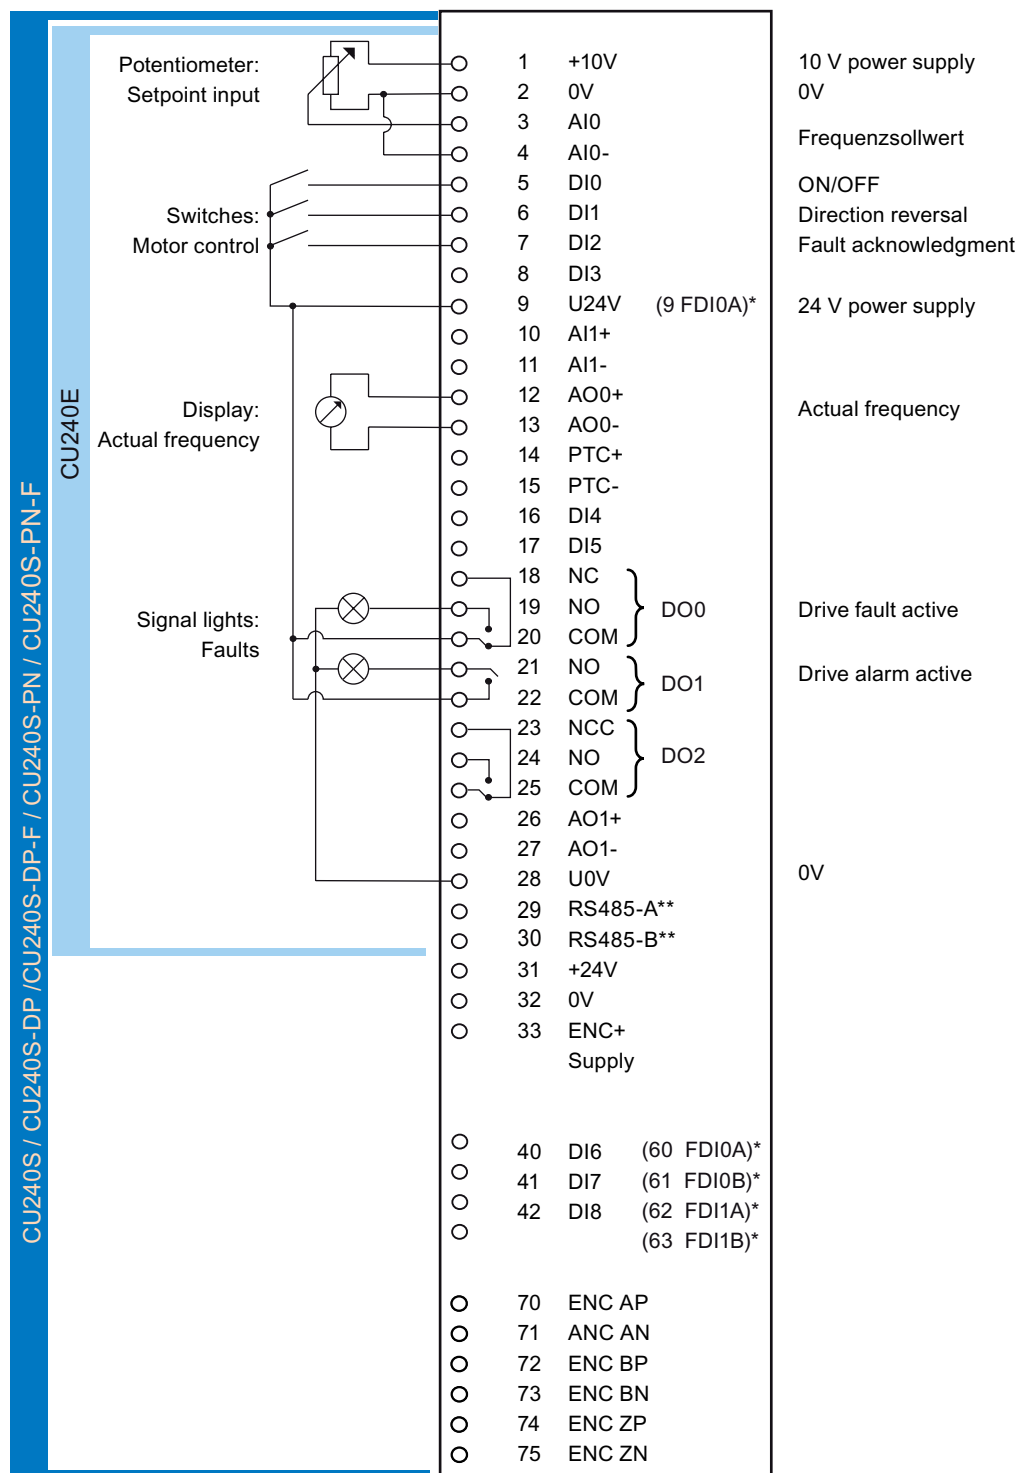 Potentiometer:
Setpoint input
1 +10V 10 V power supply
2 0V 0V
3 AI0
Frequenzsollwert
4 AI0-
5 DI0 ON/OFF
Switches:
Motor control
6 DI1 Direction reversal
7 DI2 Fault acknowledgment
8 DI3
9 U24V (9 FDI0A)* 24 V power supply
10 AI1+
11 AI1-
Display:
Actual frequency
12 AO0+
Actual frequency
13 AO0-
14 PTC+
15 PTC-
16 DI4
17 DI5
Signal lights:
Faults
18 NC
19 NO DO0 Drive fault active
20 COM
21 NO
DO1 Drive alarm active
22 COM
23 NCC
24 NO DO2
25 COM
26 AO1+
27 AO1-
28 U0V 0V
29 RS485-A**
30 RS485-B**
31 +24V
32 0V
33 ENC+
Supply
40 DI6 (60 FDI0A)*
41 DI7 (61 FDI0B)*
42 DI8 (62 FDI1A)*
(63 FDI1B)*
70 ENC AP
71 ANC AN
72 ENC BP
73 ENC BN
74 ENC ZP
75 ENC ZN
CU240E
CU240S / CU240S-DP /CU240S-DP-F / CU240S-PN / CU240S-PN-F